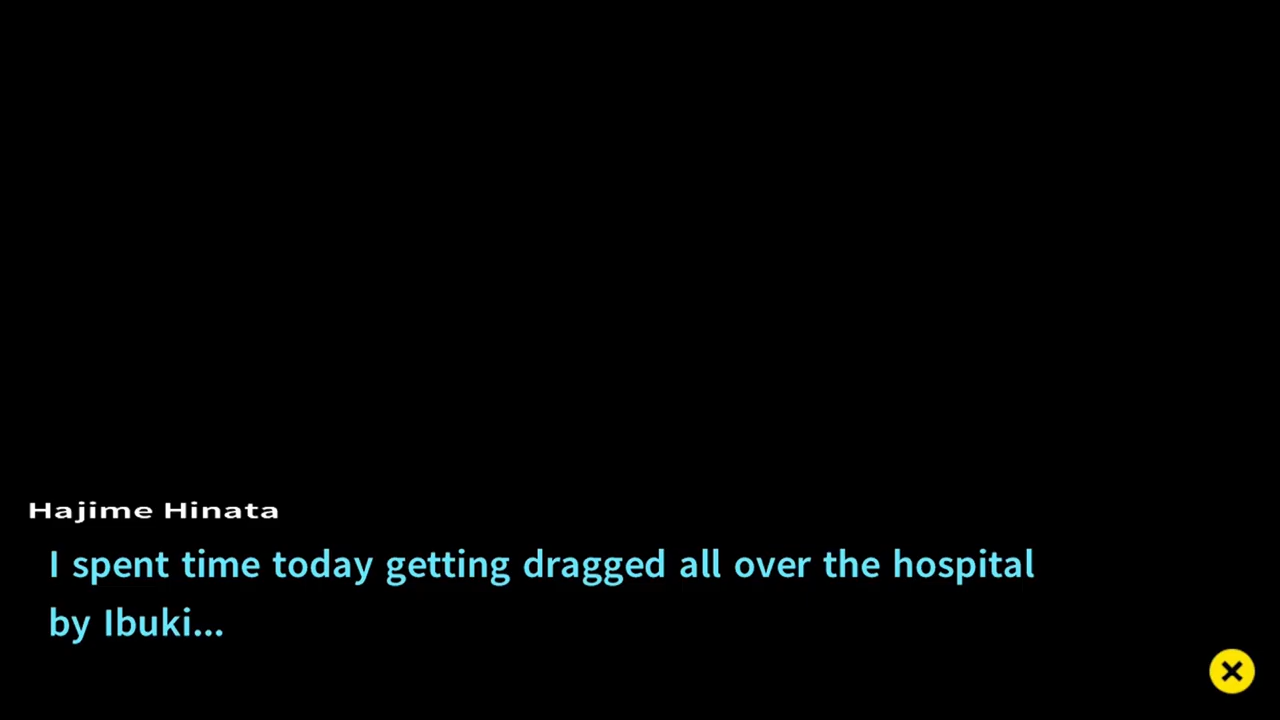 Hajime Hinata
I spent time today getting dragged all over the hospital
by Ibuki...